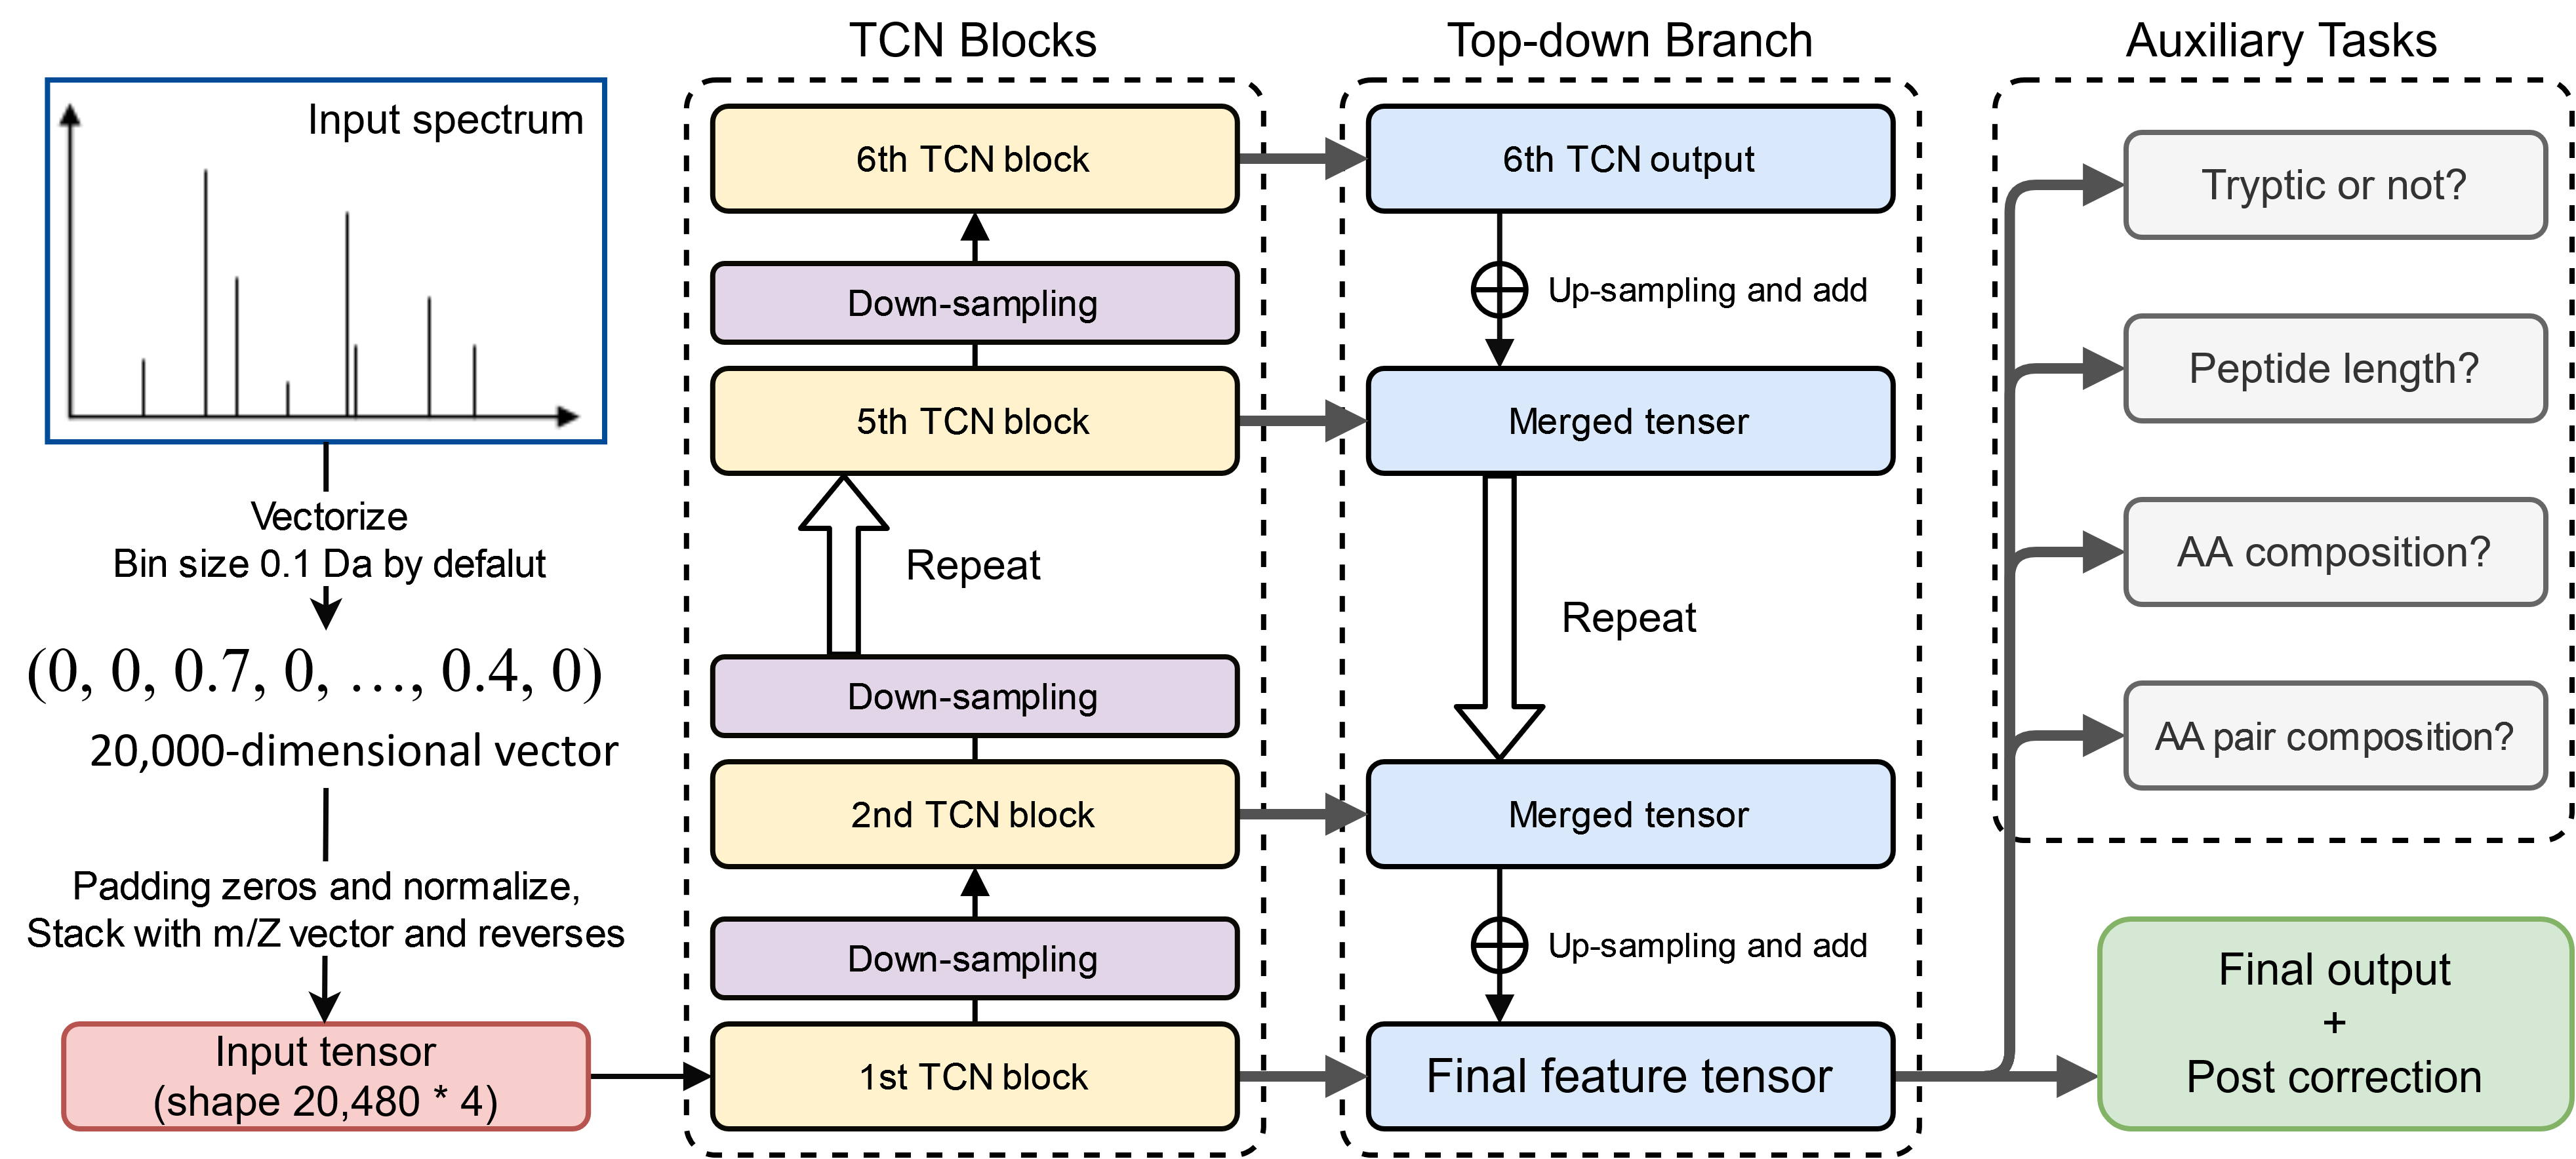 Input spectrum
Vectorize
Bin size 0.1 Da by defalut
(0, 0, 0.7, 0, …, 0.4, 0)
20,000-dimensional vector
Padding zeros and normalize,
Stack with m/Z vector and reverses
Input tensor
(shape 20,480 * 4)
TCN Blocks
6th TCN block
Down-sampling
5th TCN block
Repeat
Down-sampling
2nd TCN block
Down-sampling
1st TCN block
Top-down Branch
6th TCN output
Up-sampling and add
Merged tenser
Repeat
Merged tensor
Up-sampling and add
Final feature tensor
Auxiliary Tasks
Tryptic or not?
Peptide length?
AA composition?
AA pair composition?
Final output
+
Post correction